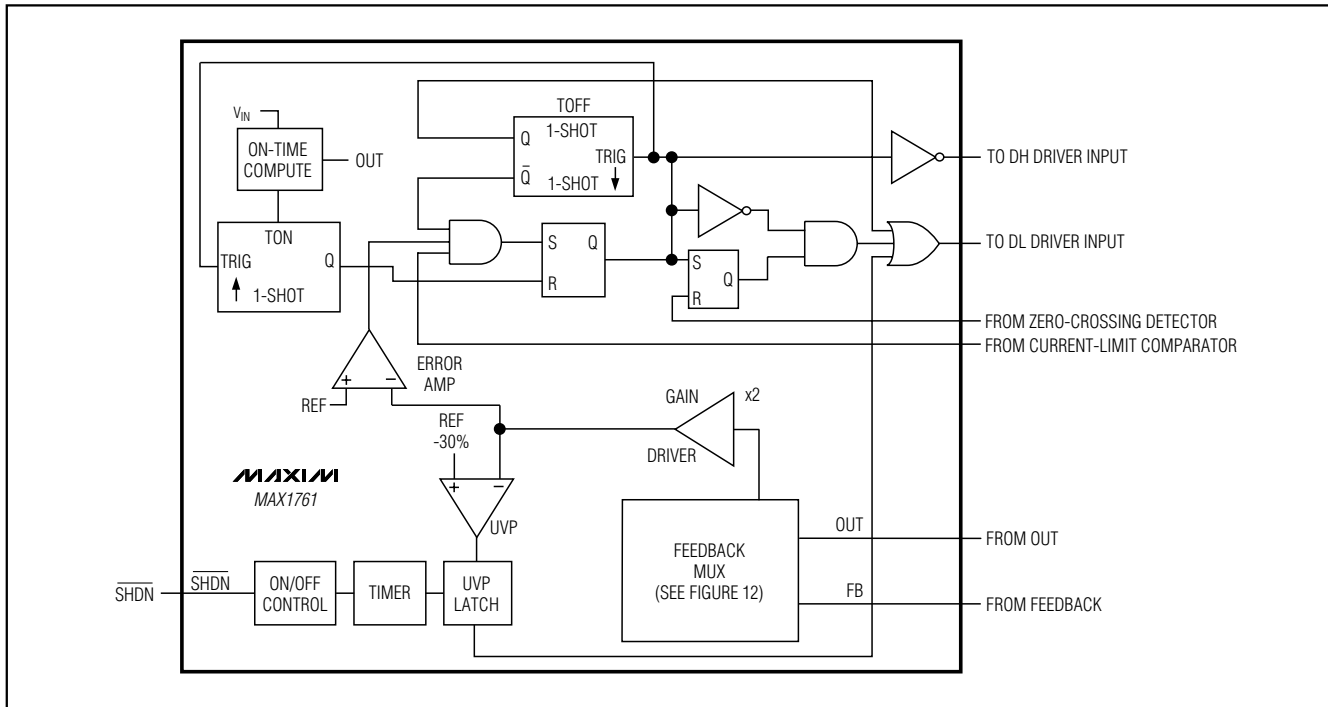 TOFF
1-SHOT
Q
TRIG
Q̅
1-SHOT
TO DH DRIVER INPUT
VIN
ON-TIME
COMPUTE
OUT
TON
TRIG
Q
1-SHOT
S
Q
R
S
Q
R
TO DL DRIVER INPUT
FROM ZERO-CROSSING DETECTOR
FROM CURRENT-LIMIT COMPARATOR
ERROR
AMP
+
−
REF
REF
-30%
GAIN
x2
DRIVER
MAXIM
MAX1761
+
−
UVP
FEEDBACK
MUX
(SEE FIGURE 12)
OUT
FROM OUT
FB
FROM FEEDBACK
S̅H̅D̅N̅
S̅H̅D̅N̅
ON/OFF
CONTROL
TIMER
UVP
LATCH